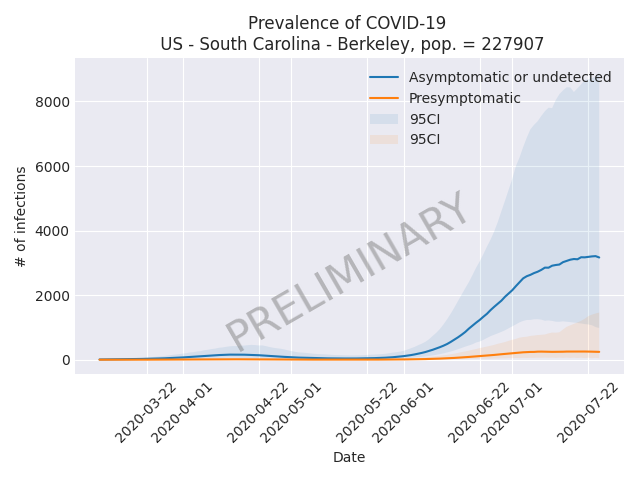 Prevalence of COVID-19
US - South Carolina - Berkeley, pop. = 227907
Asymptomatic or undetected
Presymptomatic
95CI
95CI
# of infections
8000
6000
4000
2000
0
PRELIMINARY
2020-03-22
2020-04-01
2020-04-22
2020-05-01
2020-05-22
2020-06-01
2020-06-22
2020-07-01
2020-07-22
Date